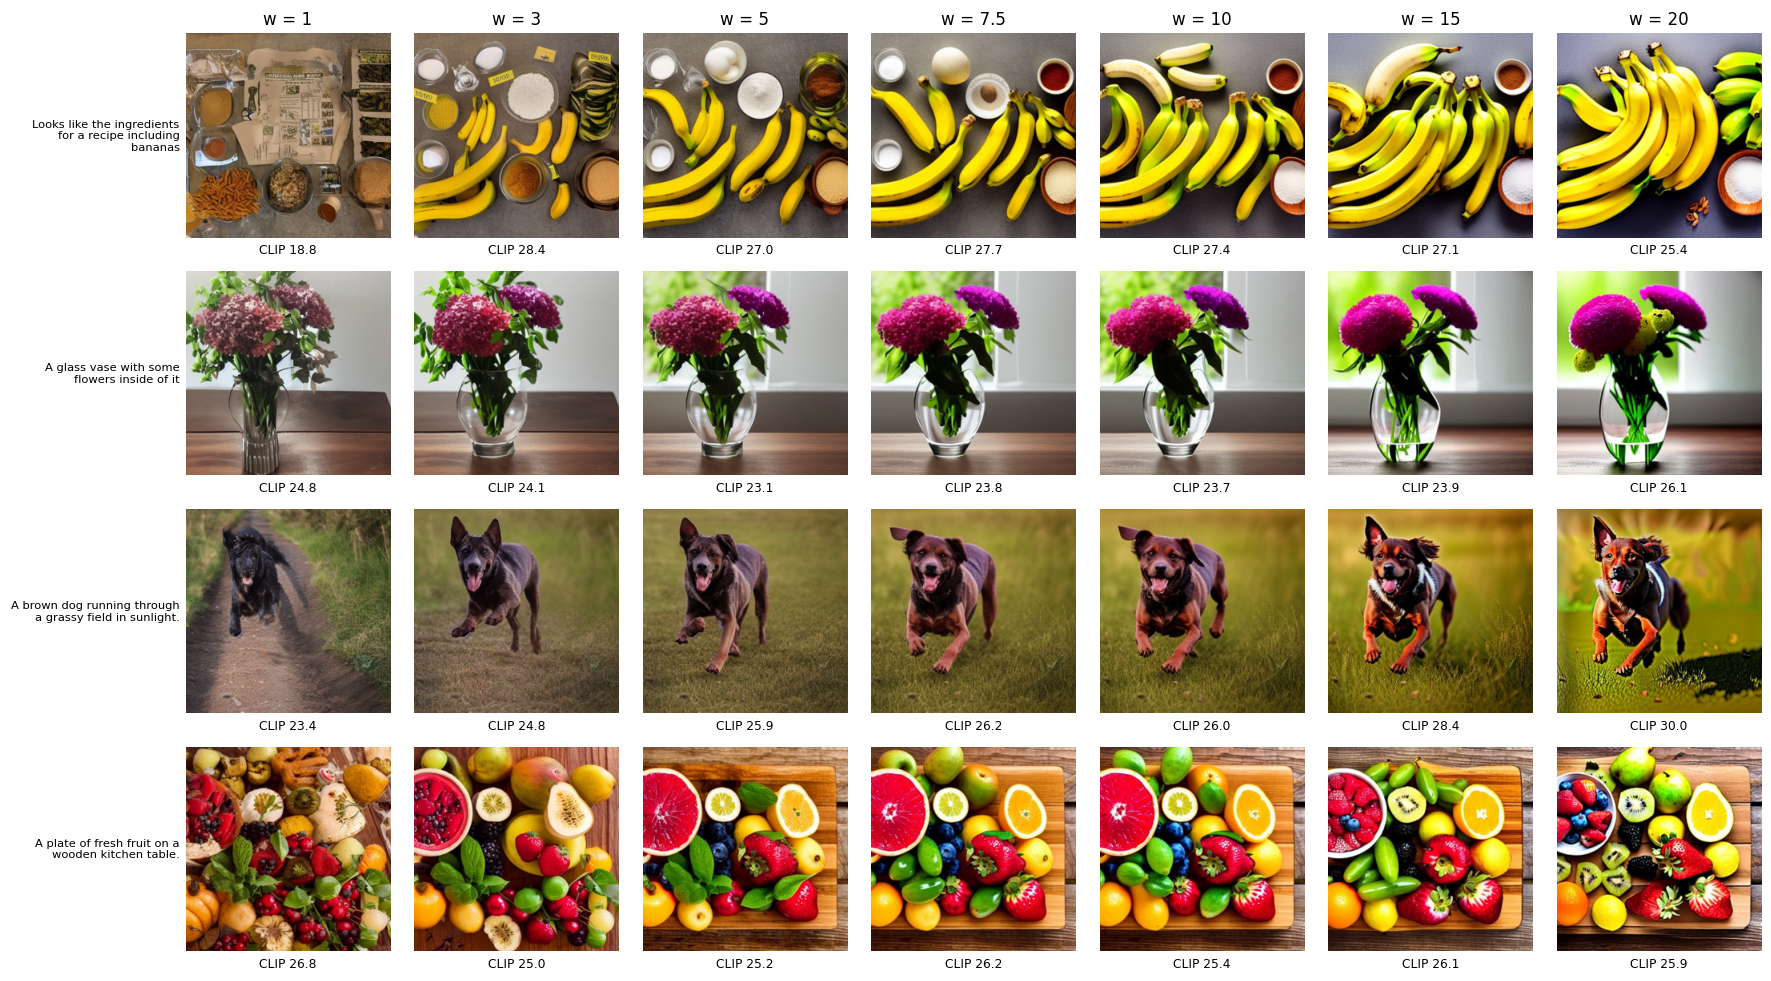 w = 1 w = 3 w = 5 w = 7.5 w = 10 w = 15 w = 20
Looks like the ingredients
for a recipe including
bananas
CLIP 18.8 CLIP 28.4 CLIP 27.0 CLIP 27.7 CLIP 27.4 CLIP 27.1 CLIP 25.4
A glass vase with some
flowers inside of it
CLIP 24.8 CLIP 24.1 CLIP 23.1 CLIP 23.8 CLIP 23.7 CLIP 23.9 CLIP 26.1
A brown dog running through
a grassy field in sunlight.
CLIP 23.4 CLIP 24.8 CLIP 25.9 CLIP 26.2 CLIP 26.0 CLIP 28.4 CLIP 30.0
A plate of fresh fruit on a
wooden kitchen table.
CLIP 26.8 CLIP 25.0 CLIP 25.2 CLIP 26.2 CLIP 25.4 CLIP 26.1 CLIP 25.9